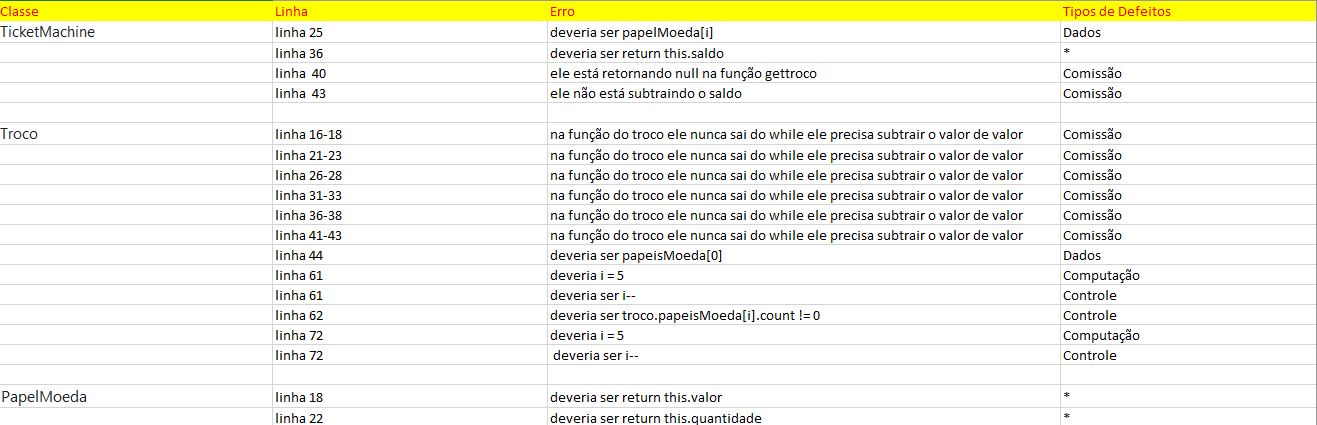 Classe Linha Erro Tipos de Defeitos
TicketMachine linha 25 deveria ser papelMoeda[i] Dados
linha 36 deveria ser return this.saldo *
linha  40 ele está retornando null na função gettroco Comissão
linha  43 ele não está subtraindo o saldo Comissão
Troco linha 16-18 na função do troco ele nunca sai do while ele precisa subtrair o valor de valor Comissão
linha 21-23 na função do troco ele nunca sai do while ele precisa subtrair o valor de valor Comissão
linha 26-28 na função do troco ele nunca sai do while ele precisa subtrair o valor de valor Comissão
linha 31-33 na função do troco ele nunca sai do while ele precisa subtrair o valor de valor Comissão
linha 36-38 na função do troco ele nunca sai do while ele precisa subtrair o valor de valor Comissão
linha 41-43 na função do troco ele nunca sai do while ele precisa subtrair o valor de valor Comissão
linha 44 deveria ser papeisMoeda[0] Dados
linha 61 deveria i = 5 Computação
linha 61 deveria ser i-- Controle
linha 62 deveria ser troco.papeisMoeda[i].count != 0 Controle
linha 72 deveria i = 5 Computação
linha 72 deveria ser i-- Controle
PapelMoeda linha 18 deveria ser return this.valor *
linha 22 deveria ser return this.quantidade *